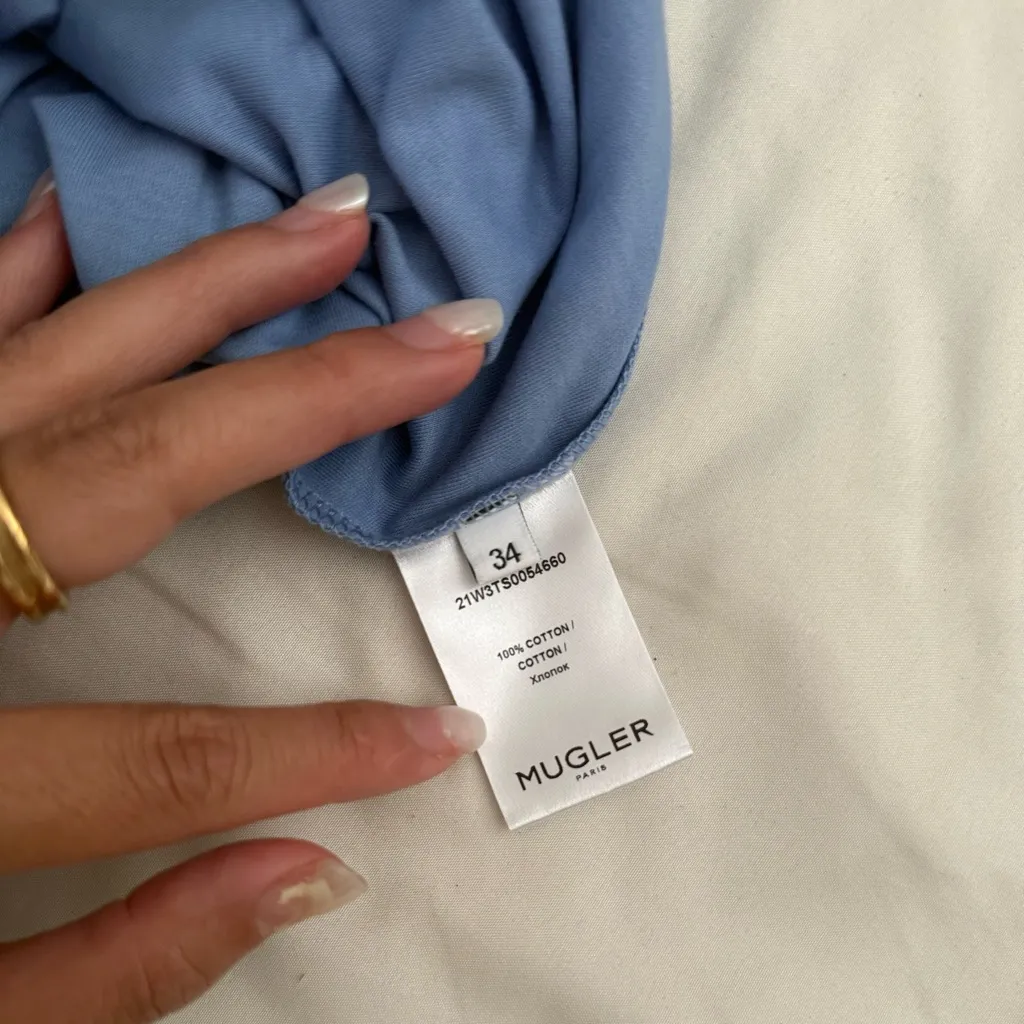 34
21W3TS0054660
100% COTTON /
COTTON /
Хлопок
MUGLER
PARIS